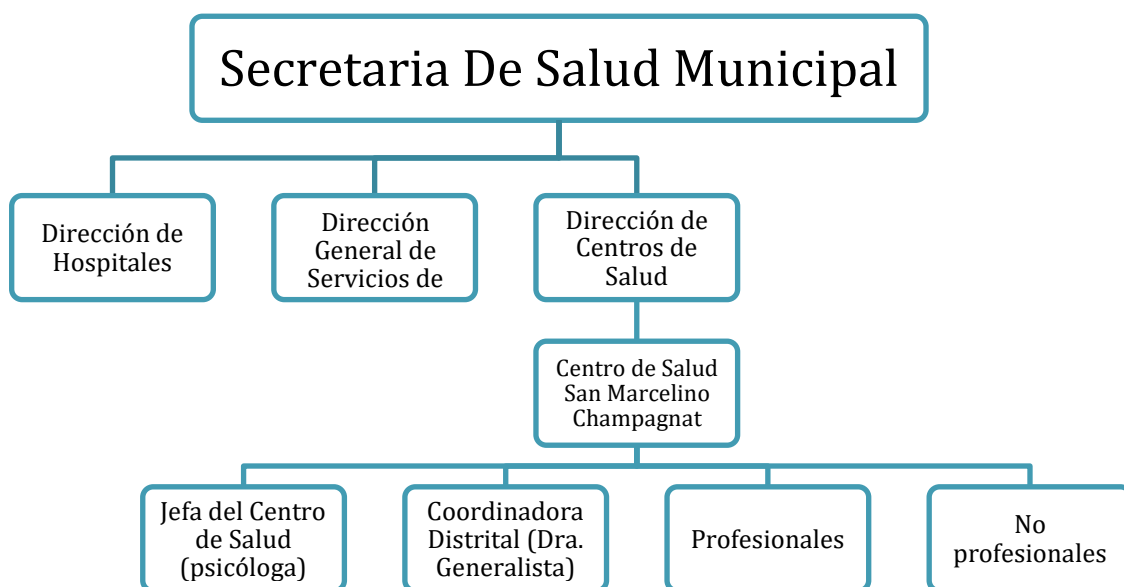 Secretaria De Salud Municipal
Dirección de
Hospitales
Dirección
General de
Servicios de
Dirección de
Centros de
Salud
Centro de Salud
San Marcelino
Champagnat
Jefa del Centro
de Salud
(psicóloga)
Coordinadora
Distrital (Dra.
Generalista)
Profesionales
No
profesionales